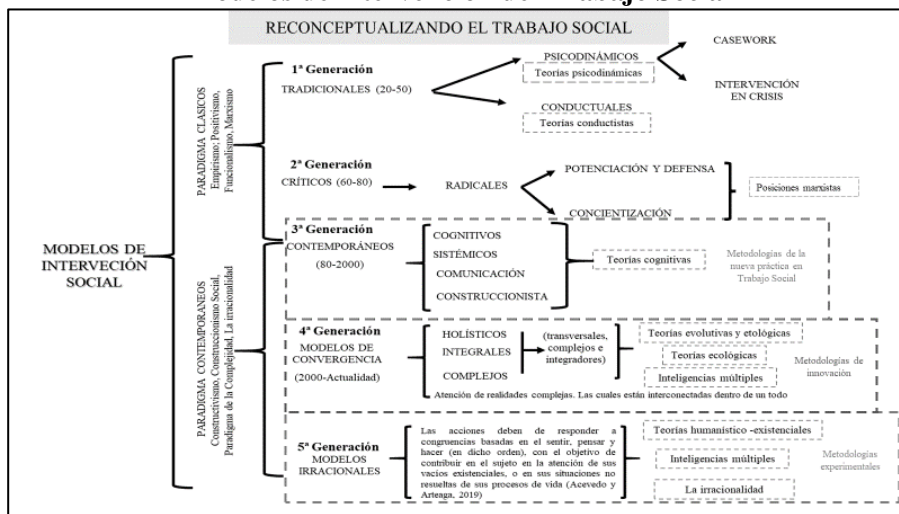 RECONCEPTUALIZANDO EL TRABAJO SOCIAL
MODELOS DE
INTERVECIÓN
SOCIAL
PARADIGMA CLASICOS
Empirismo; Positivismo,
Funcionalismo, Marxismo
1ª Generación
TRADICIONALES (20-50)
PSICODINÁMICOS
Teorías psicodinámicas
CASEWORK
INTERVENCIÓN
EN CRISIS
CONDUCTUALES
Teorías conductistas
2ª Generación
CRÍTICOS (60-80)
RADICALES
POTENCIACIÓN Y DEFENSA
CONCIENTIZACIÓN
Posiciones marxistas
PARADIGMA CONTEMPORANEOS
Constructivismo, Construccionismo Social,
Paradigma de la Complejidad, La irracionalidad
3ª Generación
CONTEMPORÁNEOS
(80-2000)
COGNITIVOS
SISTÉMICOS
COMUNICACIÓN
CONSTRUCCIONISTA
Teorías cognitivas
Metodologías de la
nueva práctica en
Trabajo Social
4ª Generación
MODELOS DE
CONVERGENCIA
(2000-Actualidad)
HOLÍSTICOS
INTEGRALES
COMPLEJOS
(transversales,
complejos e
integradores)
Teorías evolutivas y etológicas
Teorías ecológicas
Inteligencias múltiples
Metodologías de
innovación
Atención de realidades complejas. Las cuales están interconectadas dentro de un todo
5ª Generación
MODELOS
IRRACIONALES
Las acciones deben de responder a
congruencias basadas en el sentir, pensar y
hacer (en dicho orden), con el objetivo de
contribuir en el sujeto en la atención de sus
vacíos existenciales, o en sus situaciones no
resueltas de sus procesos de vida (Acevedo y
Arteaga, 2019)
Teorías humanístico -existenciales
Inteligencias múltiples
La irracionalidad
Metodologías
experimentales